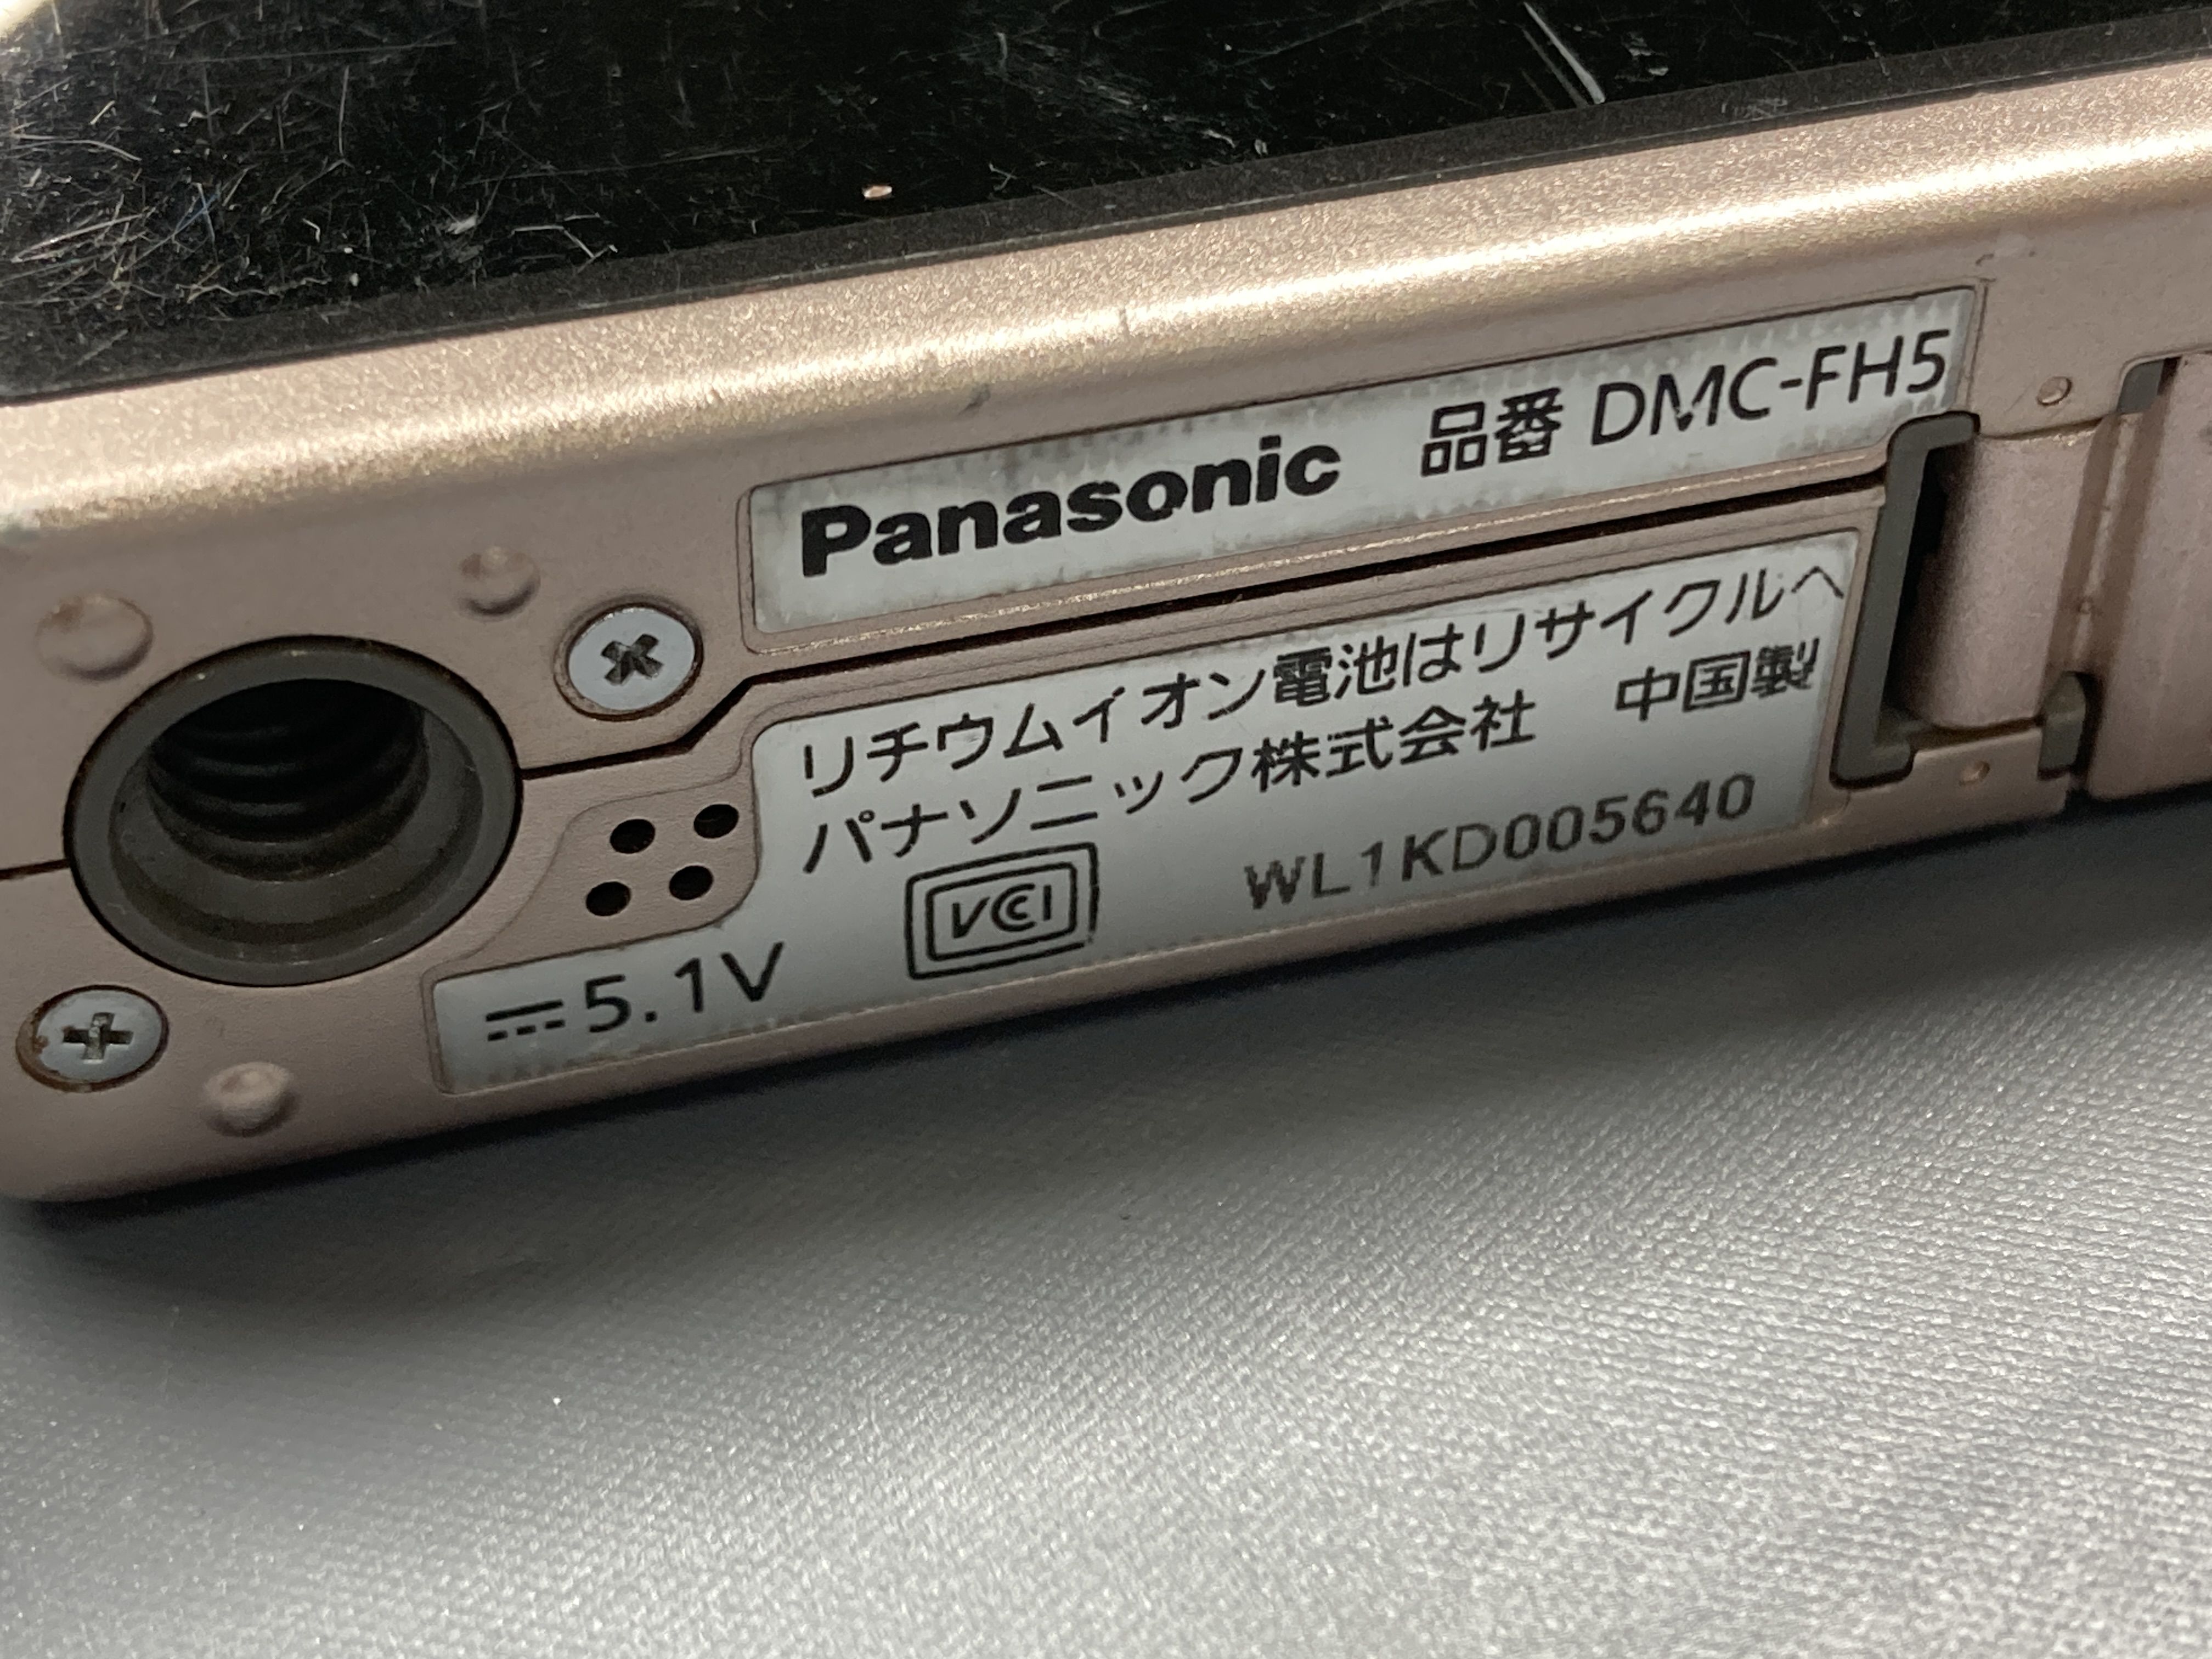 Panasonic 品番 DMC-FH5
リチウムイオン電池はリサイクルへ
パナソニック株式会社 中国製
VCCI WL1KD005640
⎓5.1V